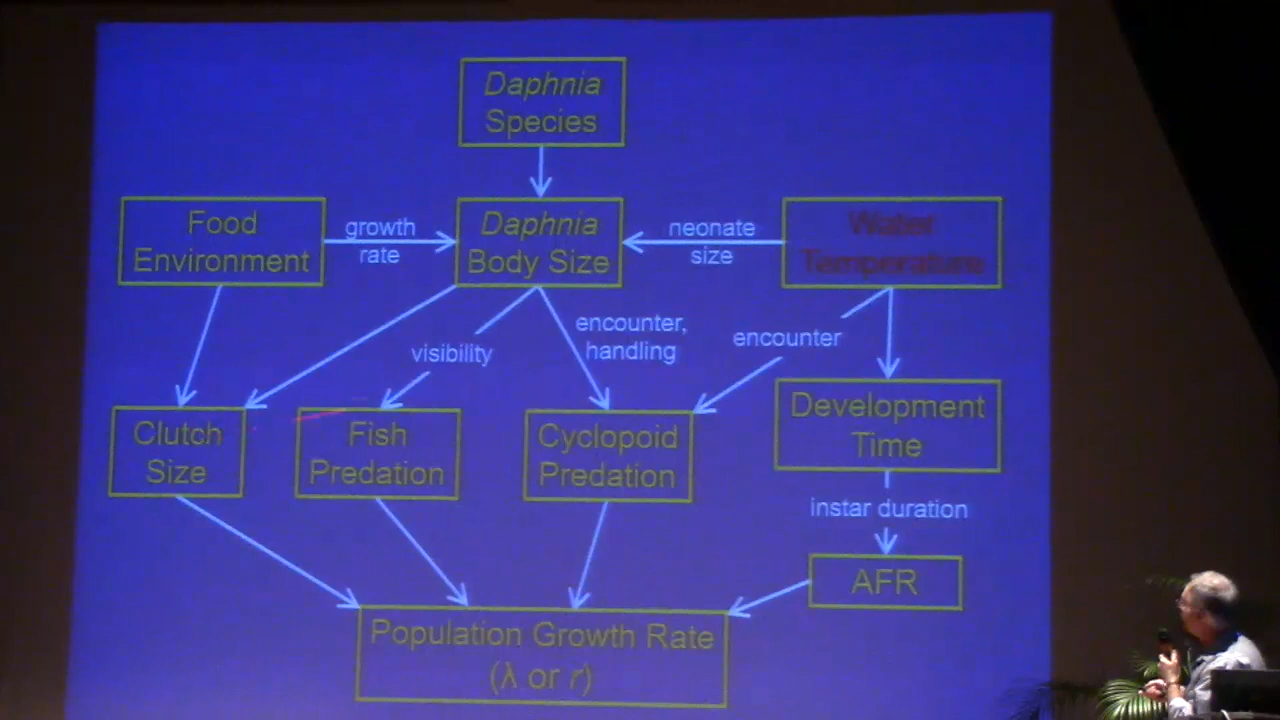 Daphnia
Species
Food
Environment
growth
rate
Daphnia
Body Size
neonate
size
Water
Temperature
visibility
encounter,
handling
encounter
Clutch
Size
Fish
Predation
Cyclopoid
Predation
Development
Time
instar duration
AFR
Population Growth Rate
(λ or r)